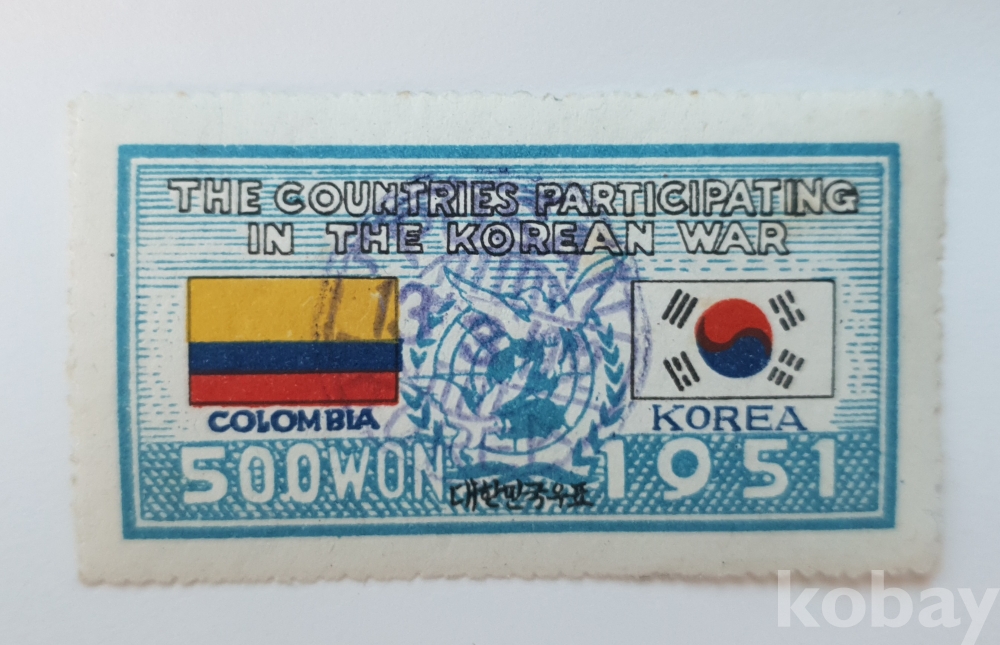 THE COUNTRIES PARTICIPATING
IN THE KOREAN WAR
COLOMBIA
KOREA
500WON
1951
대한민국우표
kobay